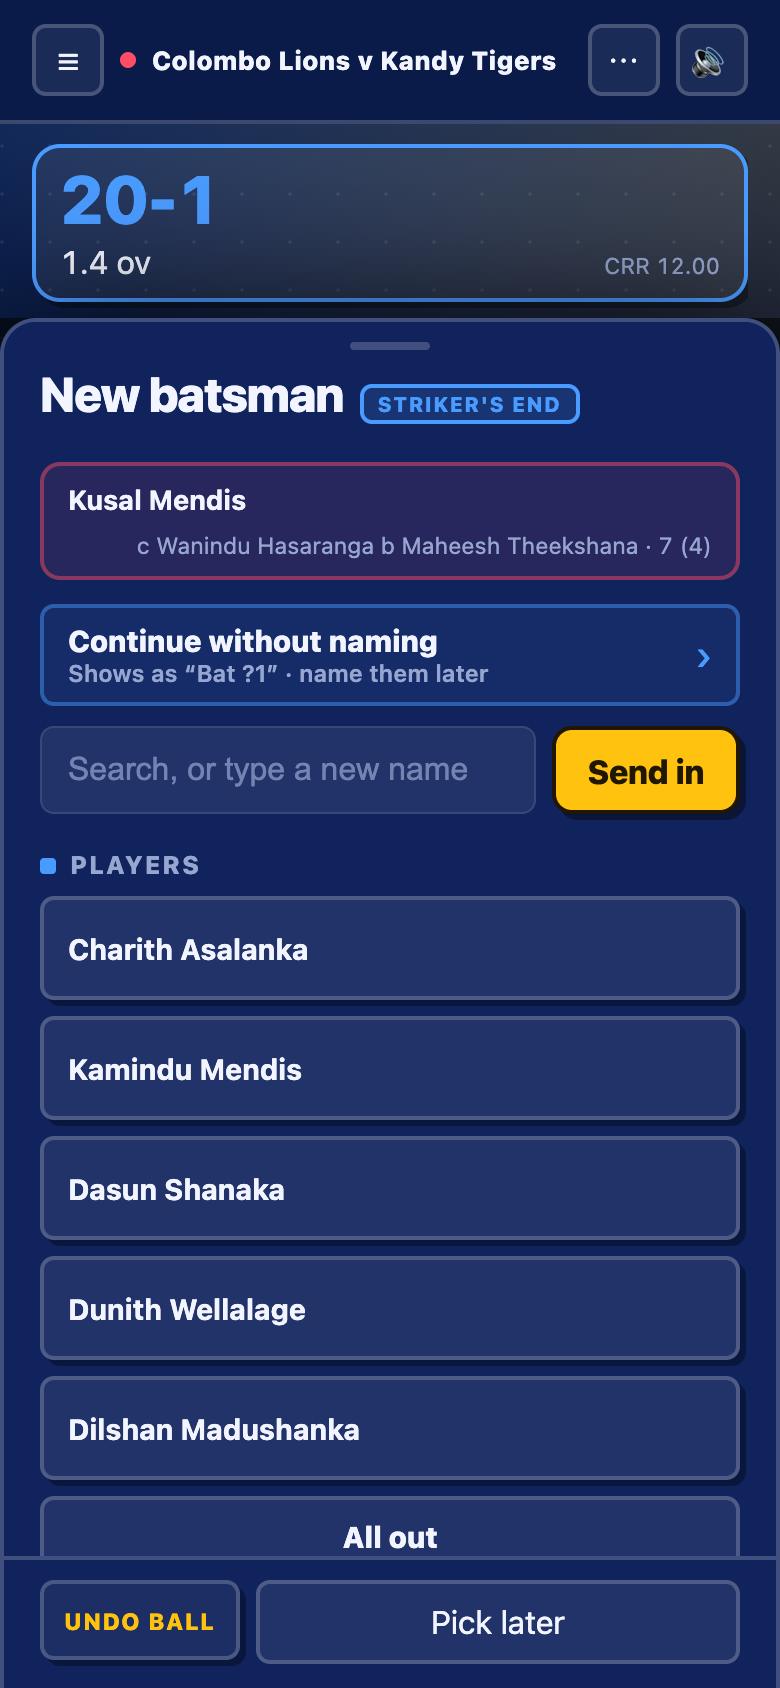 ≡
Colombo Lions v Kandy Tigers
···
20-1
1.4 ov
CRR 12.00
New batsman
STRIKER'S END
Kusal Mendis
c Wanindu Hasaranga b Maheesh Theekshana · 7 (4)
Continue without naming
Shows as “Bat ?1” · name them later
›
Search, or type a new name
Send in
PLAYERS
Charith Asalanka
Kamindu Mendis
Dasun Shanaka
Dunith Wellalage
Dilshan Madushanka
All out
UNDO BALL
Pick later